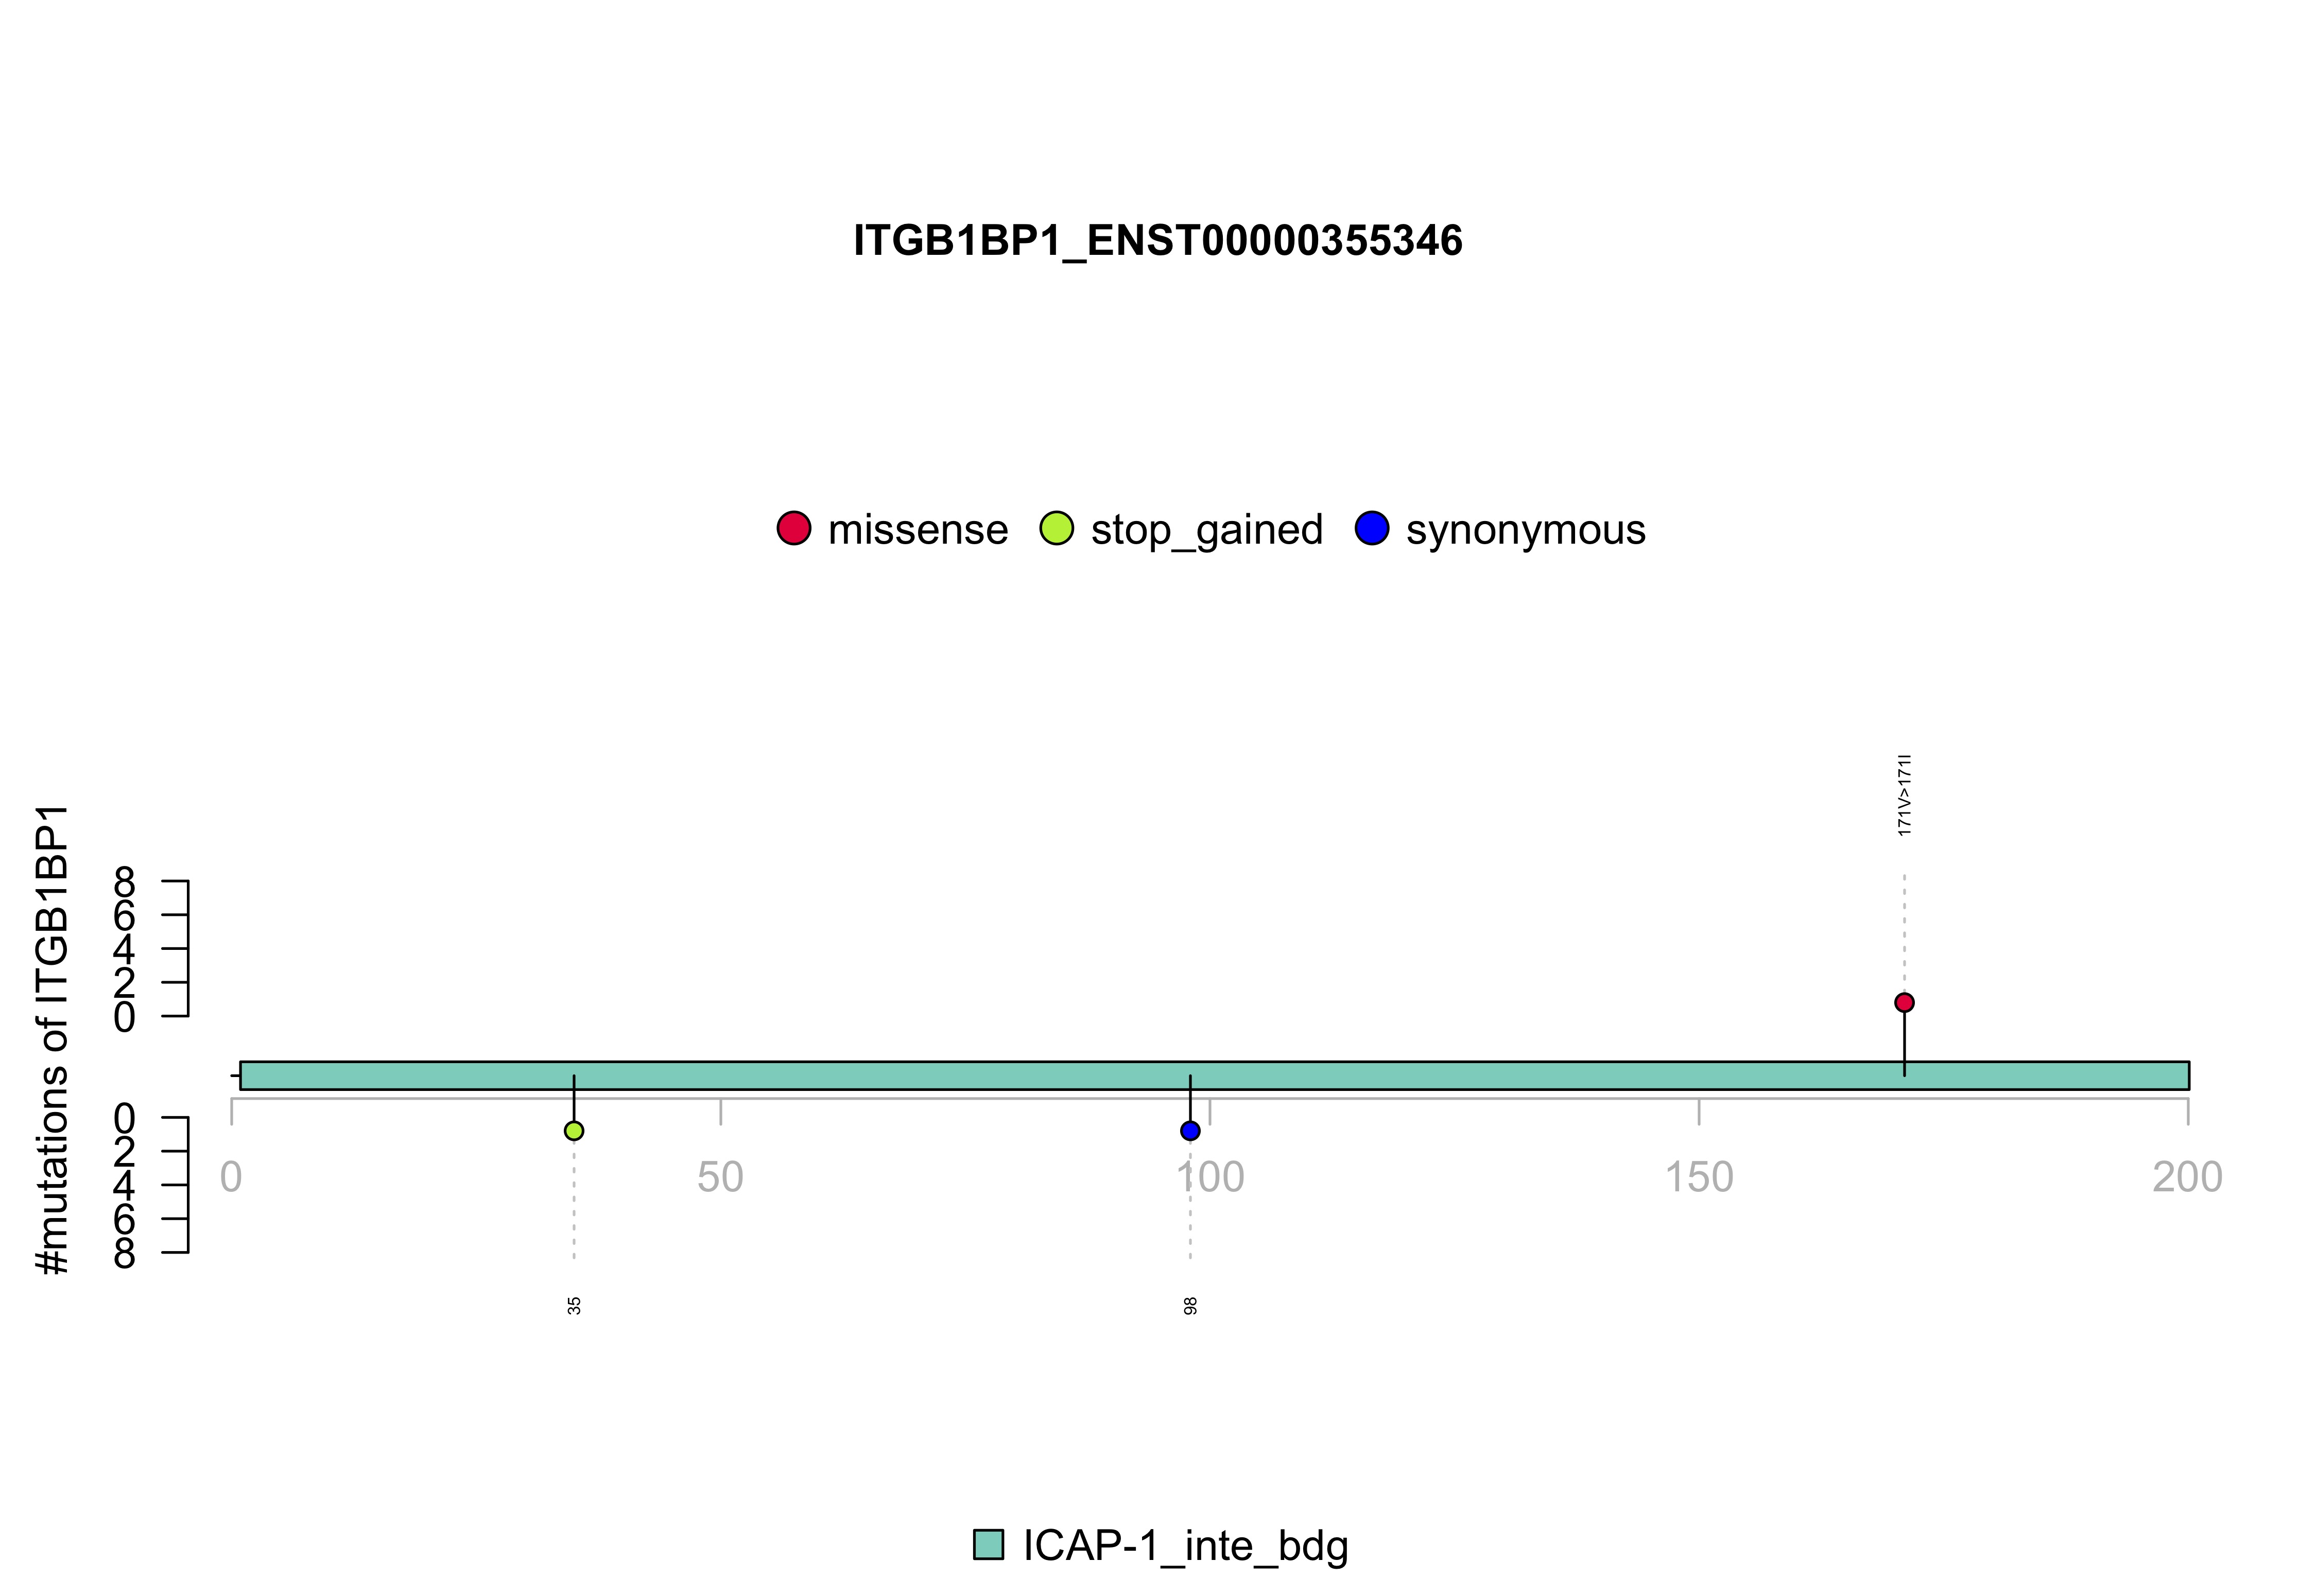 ITGB1BP1_ENST00000355346
missense stop_gained synonymous
171V>171I
#mutations of ITGB1BP1
8
6
4
2
0
0
2
4
6
8
0 50 100 150 200
35 98
ICAP-1_inte_bdg